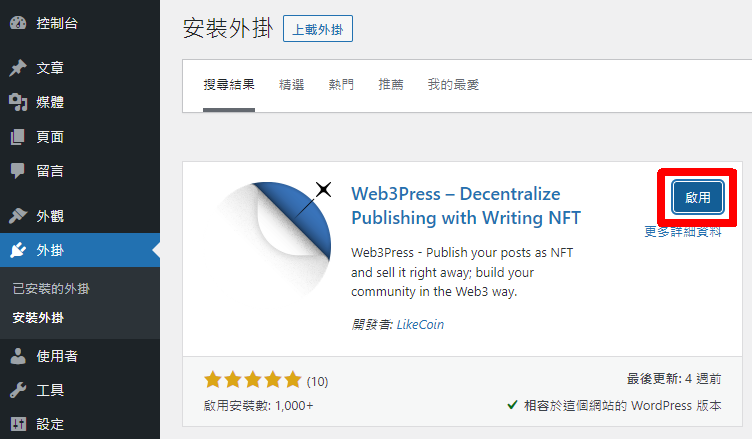 控制台
文章
媒體
頁面
留言
外觀
外掛
已安裝的外掛
安裝外掛
使用者
工具
設定
安裝外掛 上載外掛
搜尋結果 精選 熱門 推薦 我的最愛
Web3Press – Decentralize
Publishing with Writing NFT
啟用
更多詳細資料
Web3Press - Publish your posts as NFT
and sell it right away; build your
community in the Web3 way.
開發者: LikeCoin
(10)
最後更新: 4 週前
啟用安裝數: 1,000+
相容於這個網站的 WordPress 版本